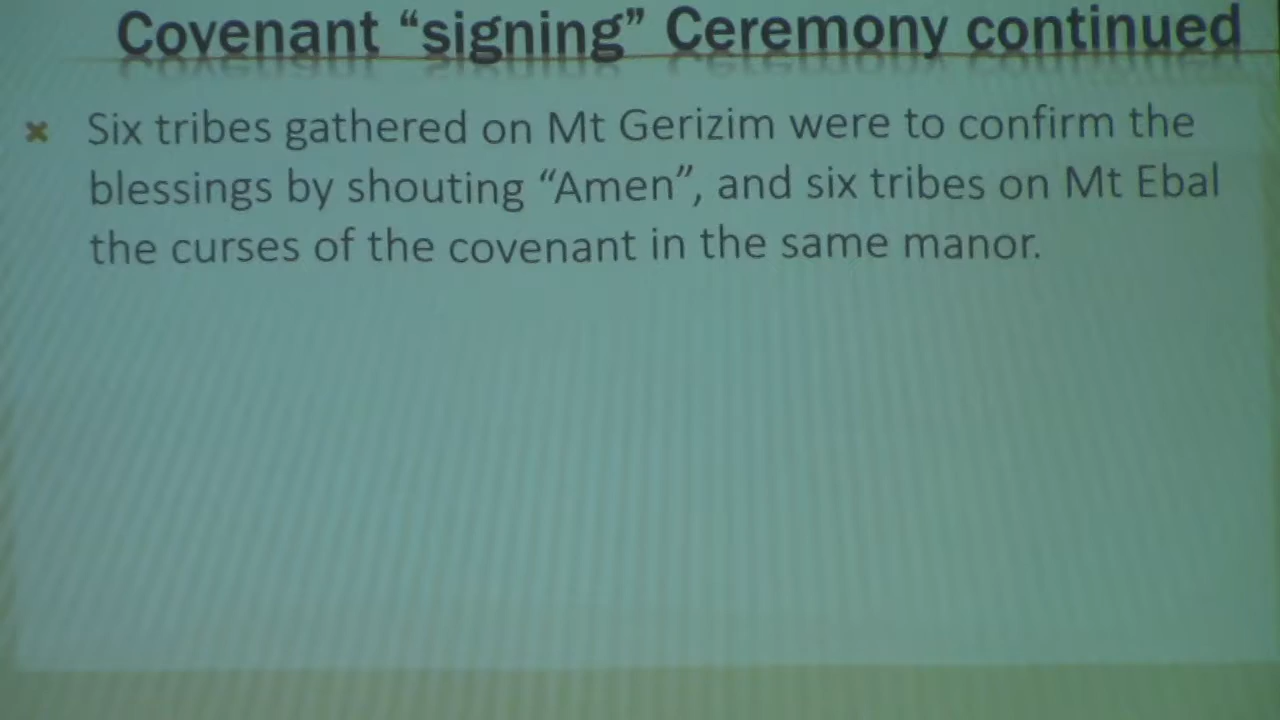 Covenant “signing” Ceremony continued
Six tribes gathered on Mt Gerizim were to confirm the
blessings by shouting “Amen”, and six tribes on Mt Ebal
the curses of the covenant in the same manor.